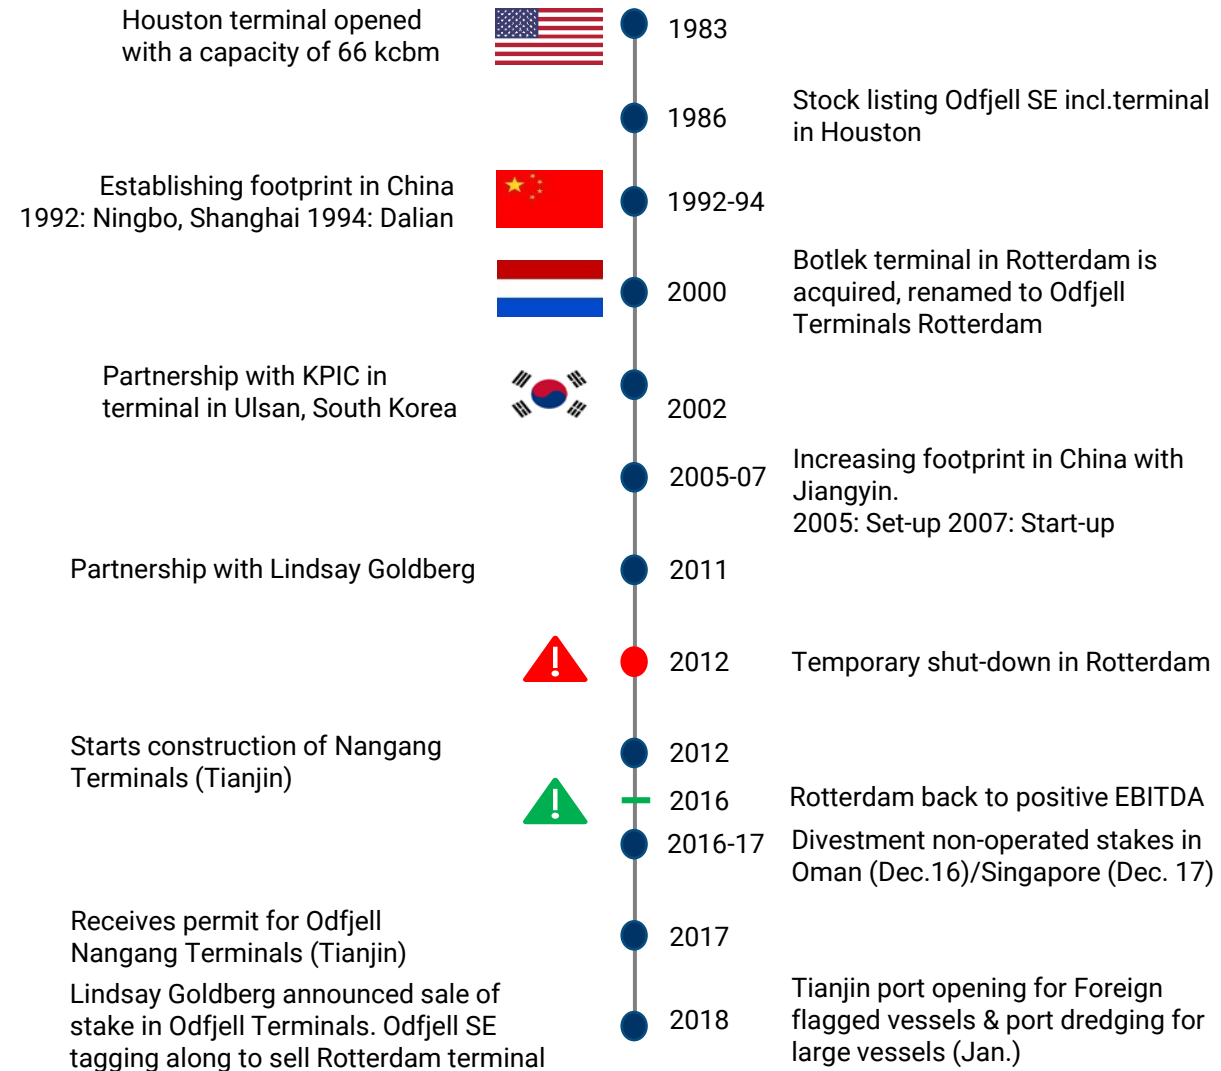 Houston terminal opened
with a capacity of 66 kcbm
1983
1986
Stock listing Odfjell SE incl.terminal
in Houston
Establishing footprint in China
1992: Ningbo, Shanghai 1994: Dalian
1992-94
2000
Botlek terminal in Rotterdam is
acquired, renamed to Odfjell
Terminals Rotterdam
Partnership with KPIC in
terminal in Ulsan, South Korea
2002
2005-07
Increasing footprint in China with
Jiangyin.
2005: Set-up 2007: Start-up
Partnership with Lindsay Goldberg
2011
2012
Temporary shut-down in Rotterdam
Starts construction of Nangang
Terminals (Tianjin)
2012
2016
Rotterdam back to positive EBITDA
2016-17
Divestment non-operated stakes in
Oman (Dec.16)/Singapore (Dec. 17)
Receives permit for Odfjell
Nangang Terminals (Tianjin)
2017
Lindsay Goldberg announced sale of
stake in Odfjell Terminals. Odfjell SE
tagging along to sell Rotterdam terminal
2018
Tianjin port opening for Foreign
flagged vessels & port dredging for
large vessels (Jan.)